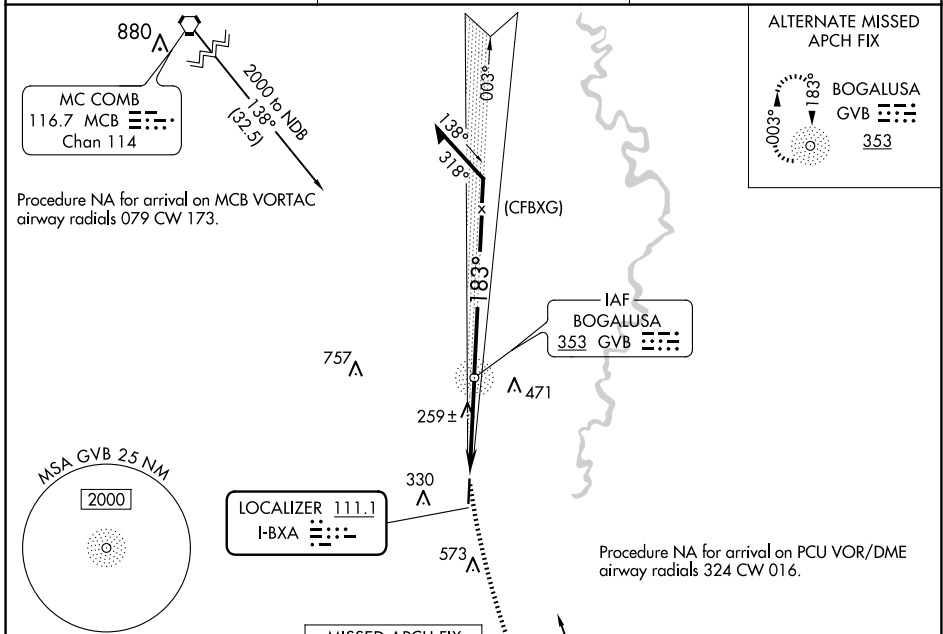 880
MC COMB
116.7 MCB
Chan 114
2000 to NDB
138°
(32.5)
Procedure NA for arrival on MCB VORTAC
airway radials 079 CW 173.
003°
138°
318°
x
(CFBXG)
183°
ALTERNATE MISSED
APCH FIX
003°
183°
BOGALUSA
GVB
353
IAF
BOGALUSA
353 GVB
757
471
259 ±
MSA GVB 25 NM
2000
330
LOCALIZER 111.1
I-BXA
573
Procedure NA for arrival on PCU VOR/DME
airway radials 324 CW 016.
MISSED APCH FIX